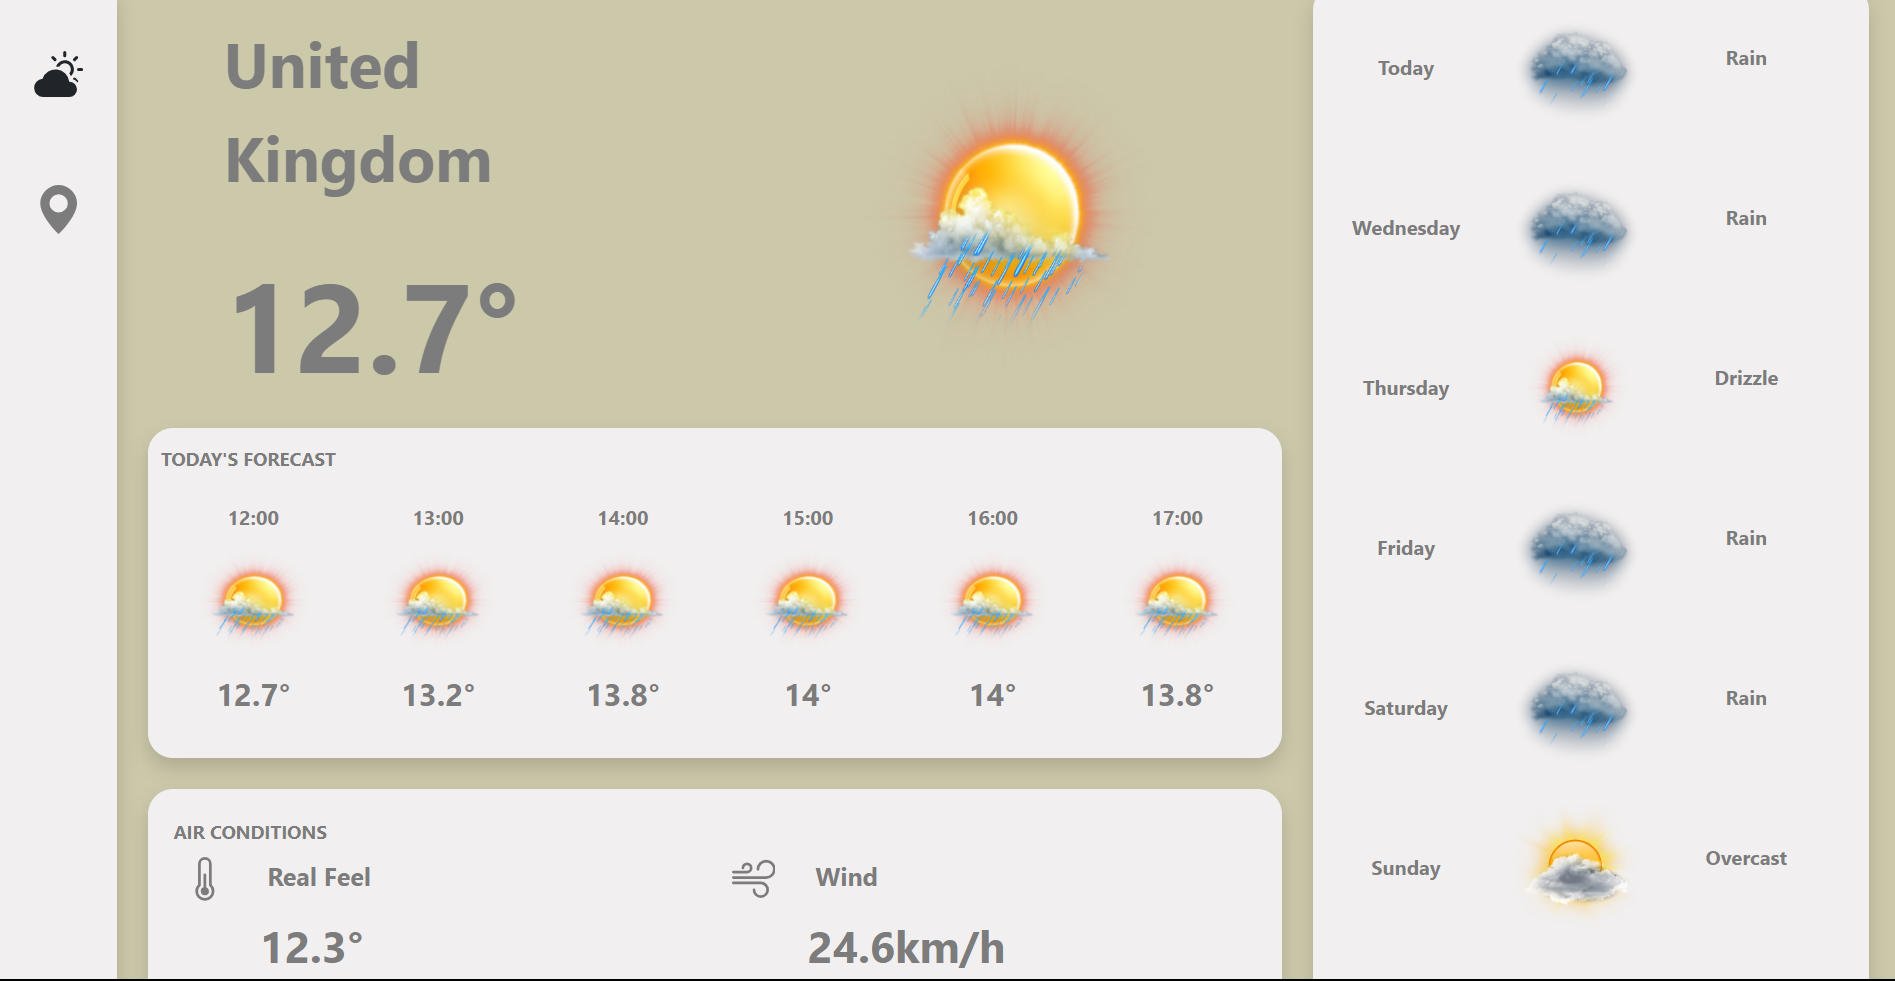 United
Kingdom
12.7°
TODAY'S FORECAST
12:00 13:00 14:00 15:00 16:00 17:00
12.7° 13.2° 13.8° 14° 14° 13.8°
AIR CONDITIONS
Real Feel
12.3°
Wind
24.6km/h
Today Rain
Wednesday Rain
Thursday Drizzle
Friday Rain
Saturday Rain
Sunday Overcast